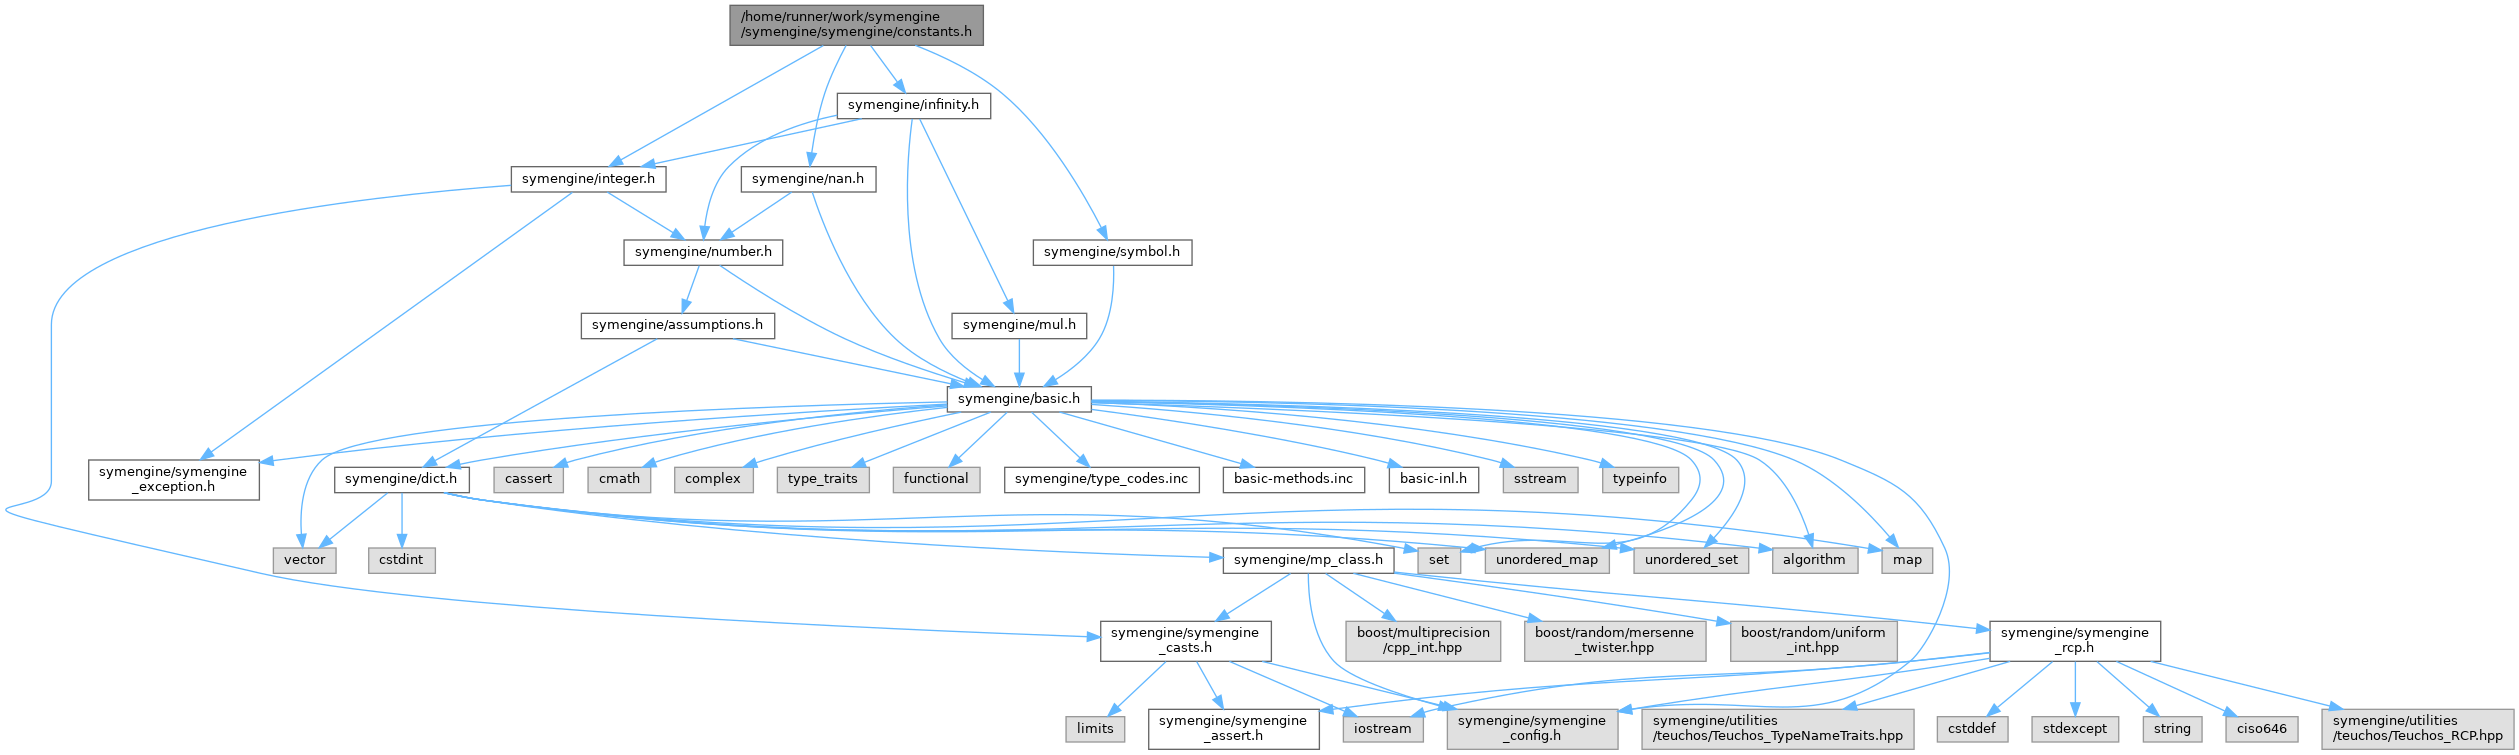 /home/runner/work/symengine
/symengine/symengine/constants.h
symengine/infinity.h
symengine/integer.h
symengine/nan.h
symengine/number.h
symengine/symbol.h
symengine/assumptions.h
symengine/mul.h
symengine/basic.h
symengine/symengine
_exception.h
symengine/dict.h
cassert
cmath
complex
type_traits
functional
symengine/type_codes.inc
basic-methods.inc
basic-inl.h
sstream
typeinfo
vector
cstdint
symengine/mp_class.h
set
unordered_map
unordered_set
algorithm
map
symengine/symengine
_casts.h
boost/multiprecision
/cpp_int.hpp
boost/random/mersenne
_twister.hpp
boost/random/uniform
_int.hpp
symengine/symengine
_rcp.h
limits
symengine/symengine
_assert.h
iostream
symengine/symengine
_config.h
symengine/utilities
/teuchos/Teuchos_TypeNameTraits.hpp
cstddef
stdexcept
string
ciso646
symengine/utilities
/teuchos/Teuchos_RCP.hpp